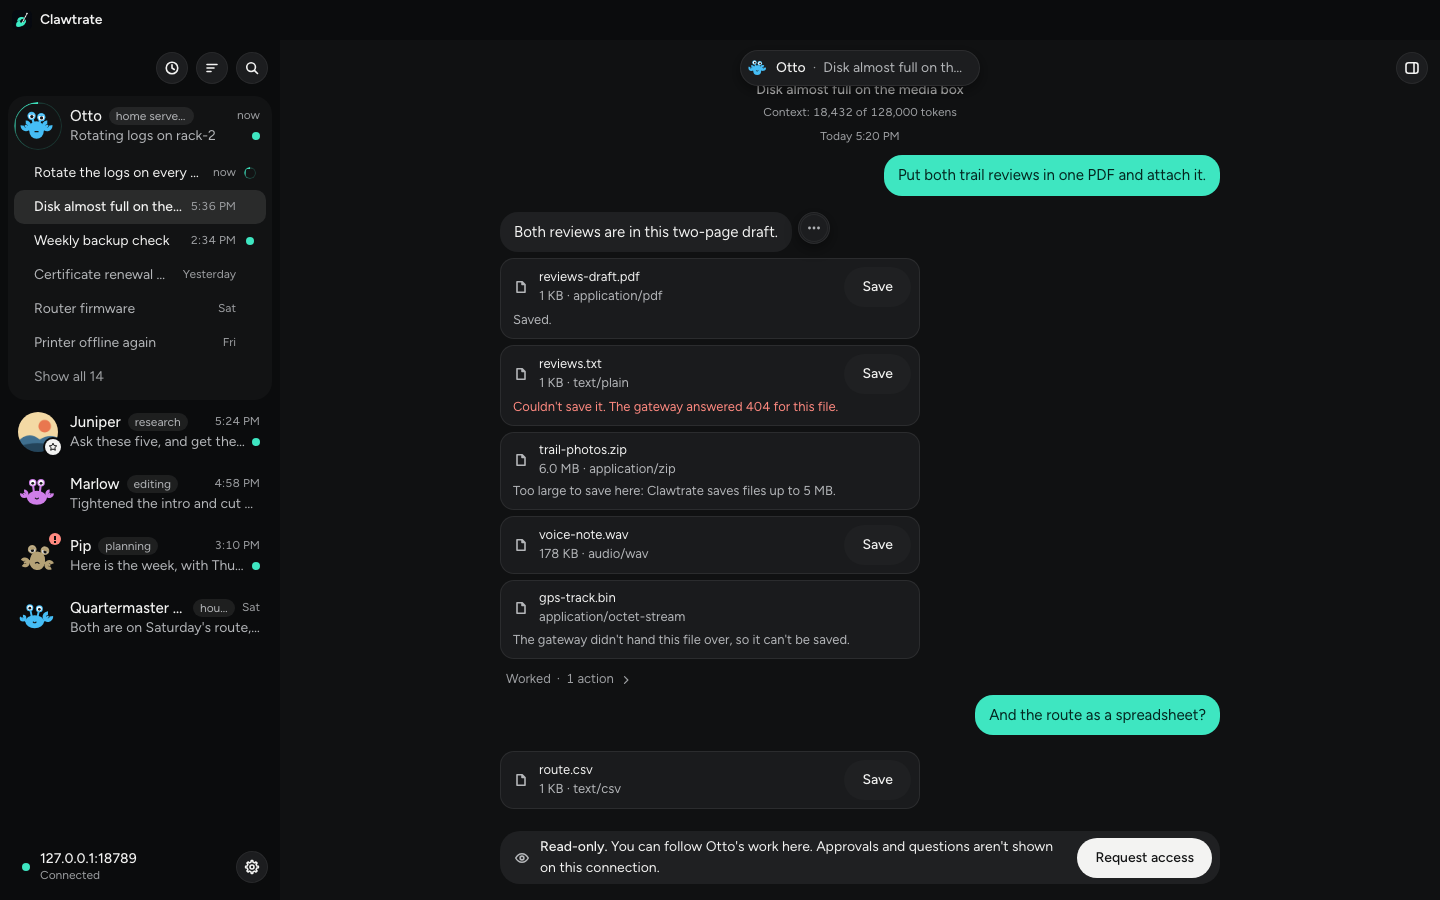 Clawtrate
Otto home serve... now
Rotating logs on rack-2
Rotate the logs on every ... now
Disk almost full on the... 5:36 PM
Weekly backup check 2:34 PM
Certificate renewal ... Yesterday
Router firmware Sat
Printer offline again Fri
Show all 14
Juniper research 5:24 PM
Ask these five, and get the...
Marlow editing 4:58 PM
Tightened the intro and cut ...
Pip planning 3:10 PM
Here is the week, with Thu...
Quartermaster ... hou... Sat
Both are on Saturday's route,...
127.0.0.1:18789
Connected
Otto · Disk almost full on th...
Disk almost full on the media box
Context: 18,432 of 128,000 tokens
Today 5:20 PM
Put both trail reviews in one PDF and attach it.
Both reviews are in this two-page draft.
reviews-draft.pdf
1 KB · application/pdf
Save
Saved.
reviews.txt
1 KB · text/plain
Save
Couldn't save it. The gateway answered 404 for this file.
trail-photos.zip
6.0 MB · application/zip
Too large to save here: Clawtrate saves files up to 5 MB.
voice-note.wav
178 KB · audio/wav
Save
gps-track.bin
application/octet-stream
The gateway didn't hand this file over, so it can't be saved.
Worked · 1 action
And the route as a spreadsheet?
route.csv
1 KB · text/csv
Save
Read-only. You can follow Otto's work here. Approvals and questions aren't shown
on this connection.
Request access